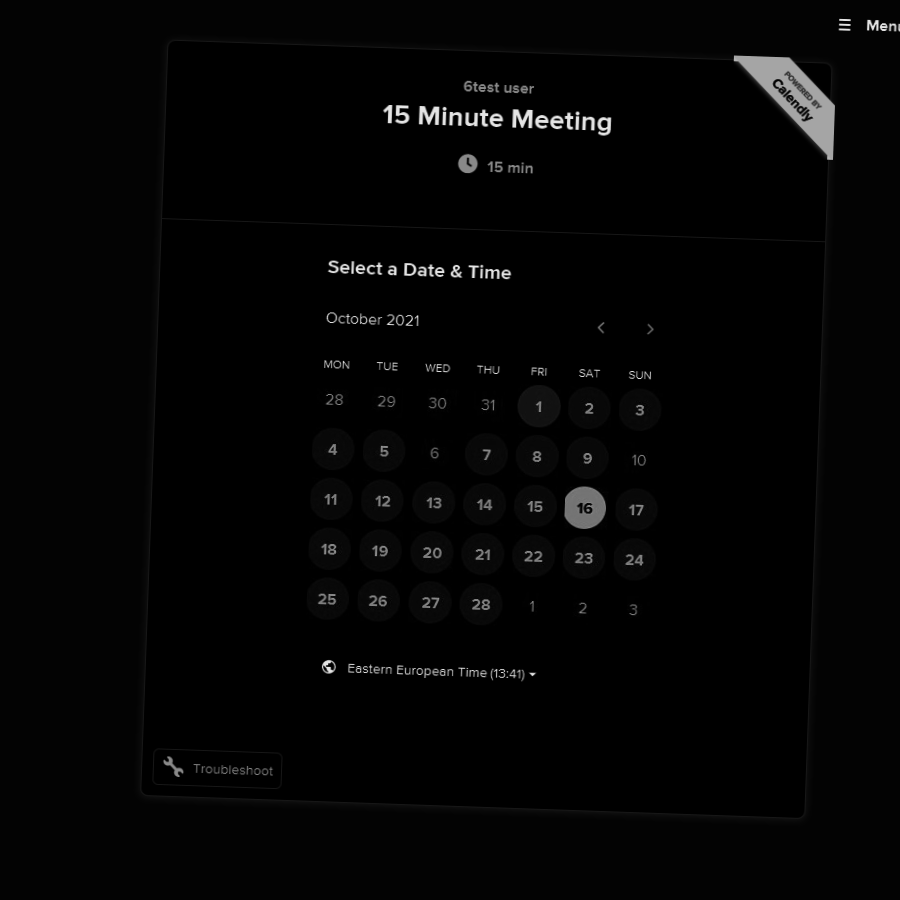 ☰ Menu
6test user
15 Minute Meeting
15 min
POWERED BY
Calendly
Select a Date & Time
October 2021
MON TUE WED THU FRI SAT SUN
28 29 30 31 1 2 3
4 5 6 7 8 9 10
11 12 13 14 15 16 17
18 19 20 21 22 23 24
25 26 27 28 1 2 3
Eastern European Time (13:41)
Troubleshoot